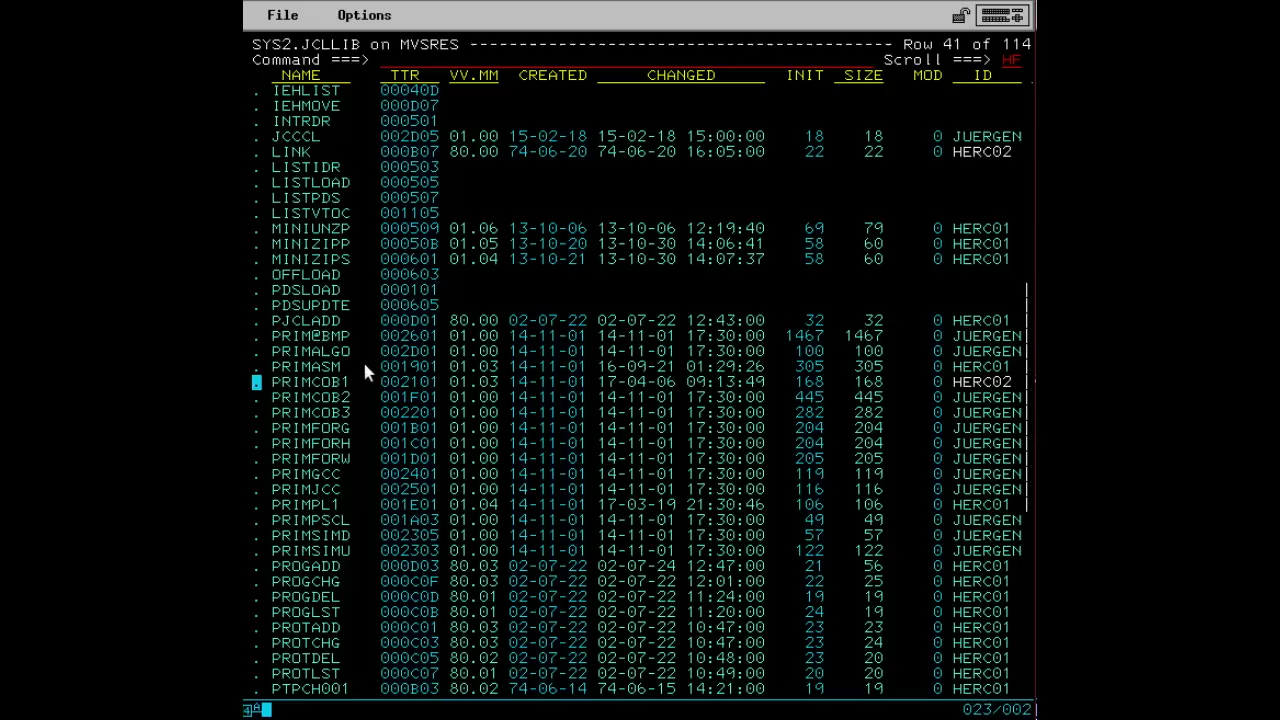 File Options
SYS2.JCLLIB on MVSRES ------------------------------------------- Row 41 of 114
Command ===> Scroll ===> HF
NAME TTR VV.MM CREATED CHANGED INIT SIZE MOD ID
. IEHLIST 00040D
. IEHMOVE 000D07
. INTRDR 000501
. JCCCL 002D05 01.00 15-02-18 15-02-18 15:00:00 18 18 0 JUERGEN
. LINK 000B07 80.00 74-06-20 74-06-20 16:05:00 22 22 0 HERC02
. LISTIDR 000503
. LISTLOAD 000505
. LISTPDS 000507
. LISTVTOC 001105
. MINIUNZP 000509 01.06 13-10-06 13-10-06 12:19:40 69 79 0 HERC01
. MINIZIPP 00050B 01.05 13-10-20 13-10-30 14:06:41 58 60 0 HERC01
. MINIZIPS 000601 01.04 13-10-21 13-10-30 14:07:37 58 60 0 HERC01
. OFFLOAD 000603
. PDSLOAD 000101
. PDSUPDTE 000605
. PJCLADD 000D01 80.00 02-07-22 02-07-22 12:43:00 32 32 0 HERC01
. PRIM@BMP 002601 01.00 14-11-01 14-11-01 17:30:00 1467 1467 0 JUERGEN
. PRIMALGO 002D01 01.00 14-11-01 14-11-01 17:30:00 100 100 0 JUERGEN
. PRIMASM 001901 01.03 14-11-01 16-09-21 01:29:26 305 305 0 HERC01
. PRIMCOB1 002101 01.03 14-11-01 17-04-06 09:13:49 168 168 0 HERC02
. PRIMCOB2 001F01 01.00 14-11-01 14-11-01 17:30:00 445 445 0 JUERGEN
. PRIMCOB3 002201 01.00 14-11-01 14-11-01 17:30:00 282 282 0 JUERGEN
. PRIMFORG 001B01 01.00 14-11-01 14-11-01 17:30:00 204 204 0 JUERGEN
. PRIMFORH 001C01 01.00 14-11-01 14-11-01 17:30:00 204 204 0 JUERGEN
. PRIMFORW 001D01 01.00 14-11-01 14-11-01 17:30:00 205 205 0 JUERGEN
. PRIMGCC 002401 01.00 14-11-01 14-11-01 17:30:00 119 119 0 JUERGEN
. PRIMJCC 002501 01.00 14-11-01 14-11-01 17:30:00 116 116 0 JUERGEN
. PRIMPL1 001E01 01.04 14-11-01 17-03-19 21:30:46 106 106 0 HERC01
. PRIMPSCL 001A03 01.00 14-11-01 14-11-01 17:30:00 49 49 0 JUERGEN
. PRIMSIMD 002305 01.00 14-11-01 14-11-01 17:30:00 57 57 0 JUERGEN
. PRIMSIMU 002303 01.00 14-11-01 14-11-01 17:30:00 122 122 0 JUERGEN
. PROGADD 000D03 80.03 02-07-22 02-07-24 12:47:00 21 56 0 HERC01
. PROGCHG 000C0F 80.03 02-07-22 02-07-22 12:01:00 22 25 0 HERC01
. PROGDEL 000C0D 80.01 02-07-22 02-07-22 11:24:00 19 19 0 HERC01
. PROGLST 000C0B 80.01 02-07-22 02-07-22 11:20:00 24 19 0 HERC01
. PROTADD 000C01 80.03 02-07-22 02-07-22 10:47:00 23 23 0 HERC01
. PROTCHG 000C03 80.03 02-07-22 02-07-22 10:47:00 23 24 0 HERC01
. PROTDEL 000C05 80.02 02-07-22 02-07-22 10:48:00 23 20 0 HERC01
. PROTLST 000C07 80.01 02-07-22 02-07-22 10:49:00 20 20 0 HERC01
. PTPCH001 000B03 80.02 74-06-14 74-06-15 14:21:00 19 19 0 HERC01
4A 023/002